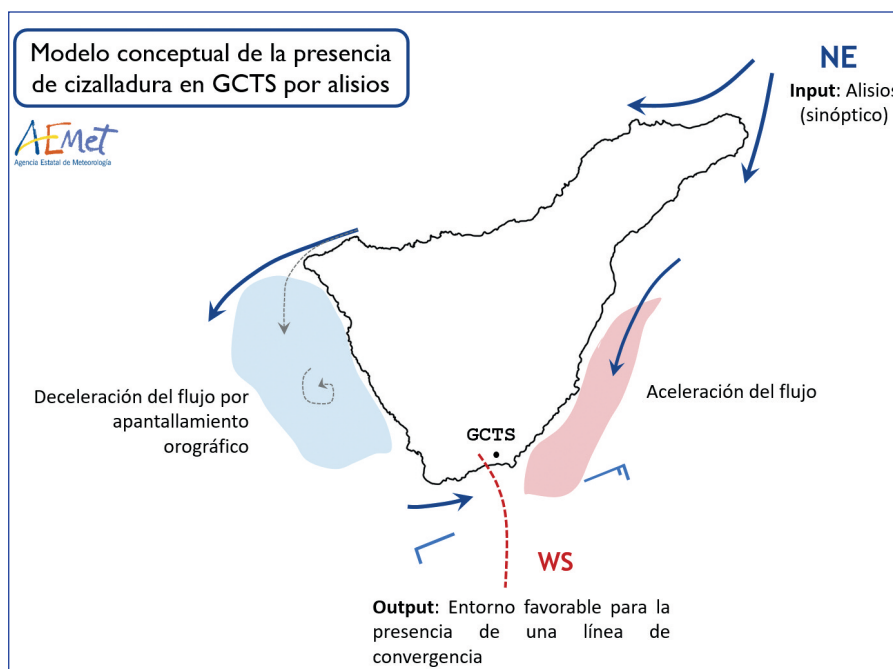 Modelo conceptual de la presencia
de cizalladura en GCTS por alisios
AEMet
Agencia Estatal de Meteorología
NE
Input: Alisios
(sinóptico)
Deceleración del flujo por
apantallamiento
orográfico
Aceleración del flujo
GCTS
WS
Output: Entorno favorable para la
presencia de una línea de
convergencia